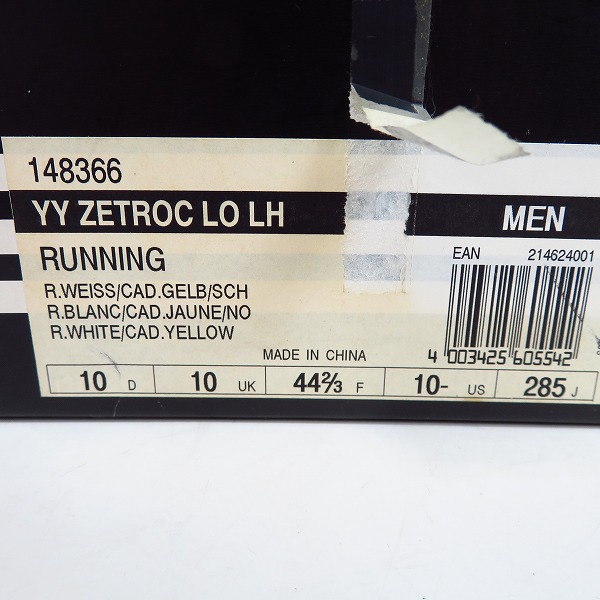 148366
YY ZETROC LO LH MEN
RUNNING
EAN 214624001
R.WEISS/CAD.GELB/SCH
R.BLANC/CAD.JAUNE/NO
R.WHITE/CAD.YELLOW
MADE IN CHINA
4 003425 605542
10 D 10 UK 44⅔ F 10- US 285 J